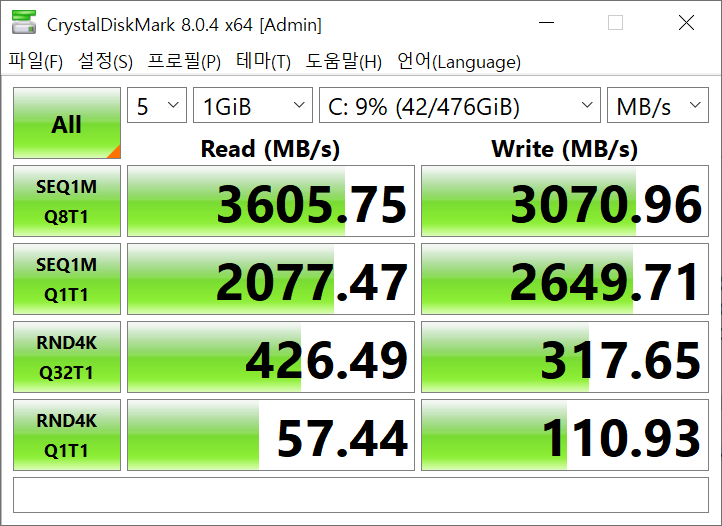 CrystalDiskMark 8.0.4 x64 [Admin]
파일(F) 설정(S) 프로필(P) 테마(T) 도움말(H) 언어(Language)
All 5 1GiB C: 9% (42/476GiB) MB/s
Read (MB/s) Write (MB/s)
SEQ1M
Q8T1
3605.75 3070.96
SEQ1M
Q1T1
2077.47 2649.71
RND4K
Q32T1
426.49 317.65
RND4K
Q1T1
57.44 110.93